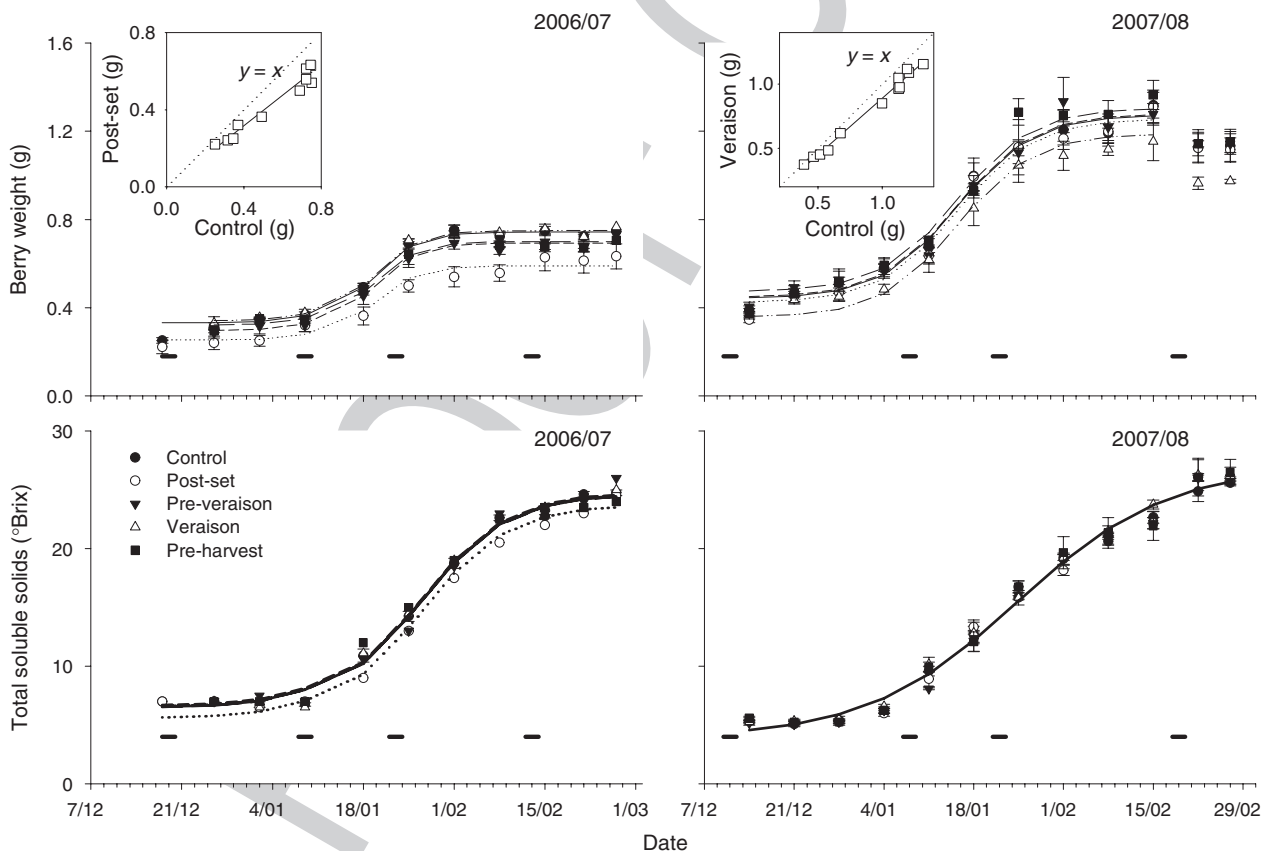 2006/07
1.6
1.2
0.8
0.4
0.0
Berry weight (g)
0.8
0.4
0.0
Post-set (g)
y = x
0.0 0.4 0.8
Control (g)
2007/08
1.0
0.5
Veraison (g)
y = x
0.5 1.0
Control (g)
2006/07
30
20
10
0
Total soluble solids (°Brix)
Control
Post-set
Pre-veraison
Veraison
Pre-harvest
7/12 21/12 4/01 18/01 1/02 15/02 1/03
2007/08
7/12 21/12 4/01 18/01 1/02 15/02 29/02
Date